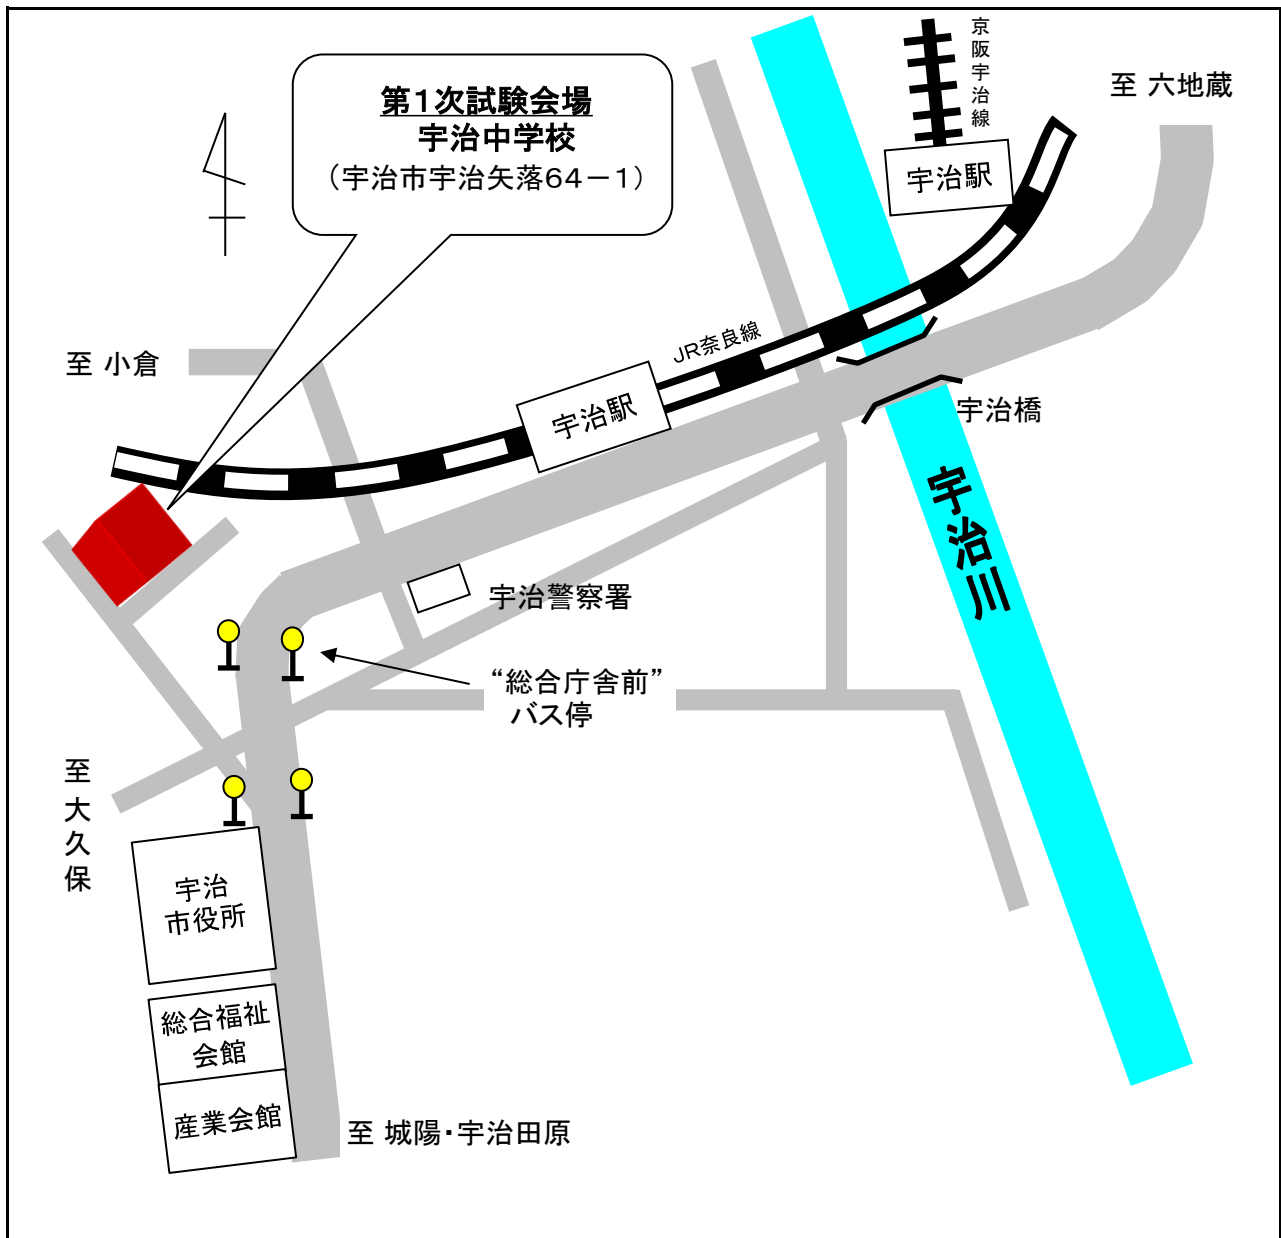 第1次試験会場
宇治中学校
（宇治市宇治矢落64－1）
京阪宇治線
至 六地蔵
宇治駅
JR奈良線
至 小倉
宇治駅
宇治橋
宇治川
宇治警察署
“総合庁舎前”
バス停
至 大久保
宇治
市役所
総合福祉
会館
産業会館
至 城陽・宇治田原